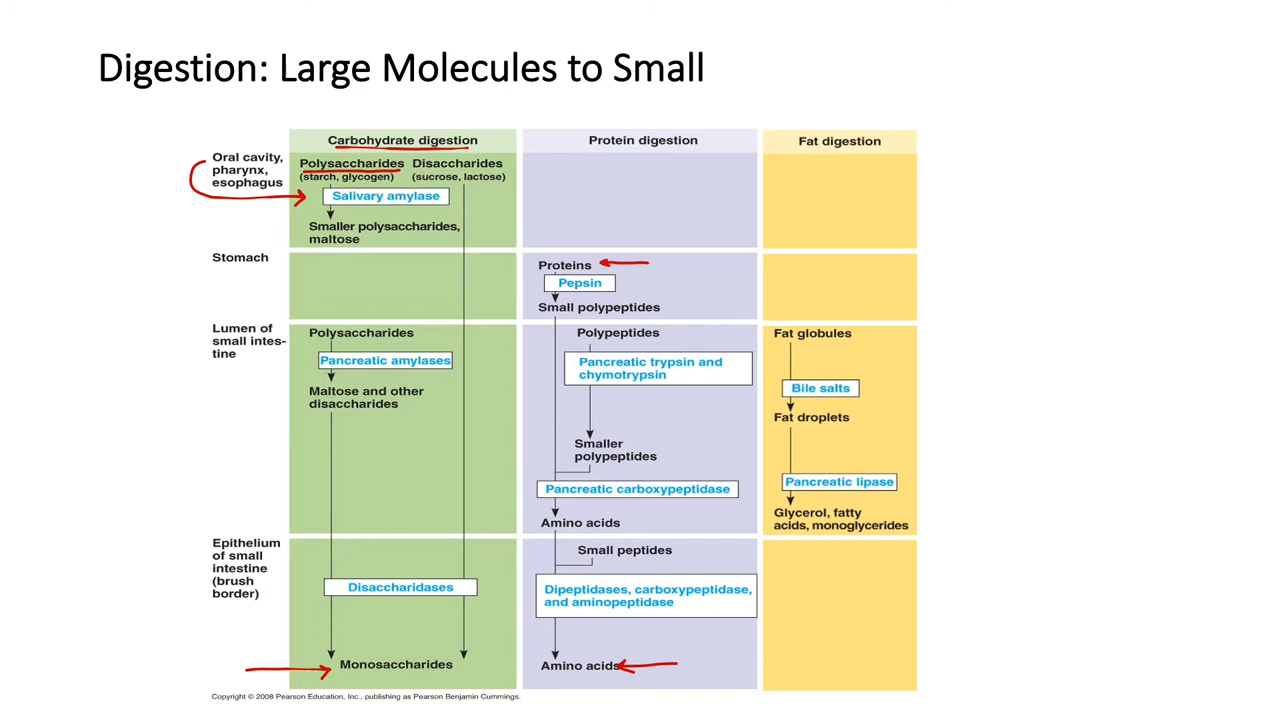 Digestion: Large Molecules to Small
Carbohydrate digestion
Protein digestion
Fat digestion
Oral cavity,
pharynx,
esophagus
Polysaccharides
(starch, glycogen)
Disaccharides
(sucrose, lactose)
Salivary amylase
Smaller polysaccharides,
maltose
Stomach
Proteins
Pepsin
Small polypeptides
Lumen of
small intes-
tine
Polysaccharides
Pancreatic amylases
Maltose and other
disaccharides
Polypeptides
Pancreatic trypsin and
chymotrypsin
Smaller
polypeptides
Pancreatic carboxypeptidase
Amino acids
Fat globules
Bile salts
Fat droplets
Pancreatic lipase
Glycerol, fatty
acids, monoglycerides
Epithelium
of small
intestine
(brush
border)
Disaccharidases
Monosaccharides
Small peptides
Dipeptidases, carboxypeptidase,
and aminopeptidase
Amino acids
Copyright © 2008 Pearson Education, Inc., publishing as Pearson Benjamin Cummings.